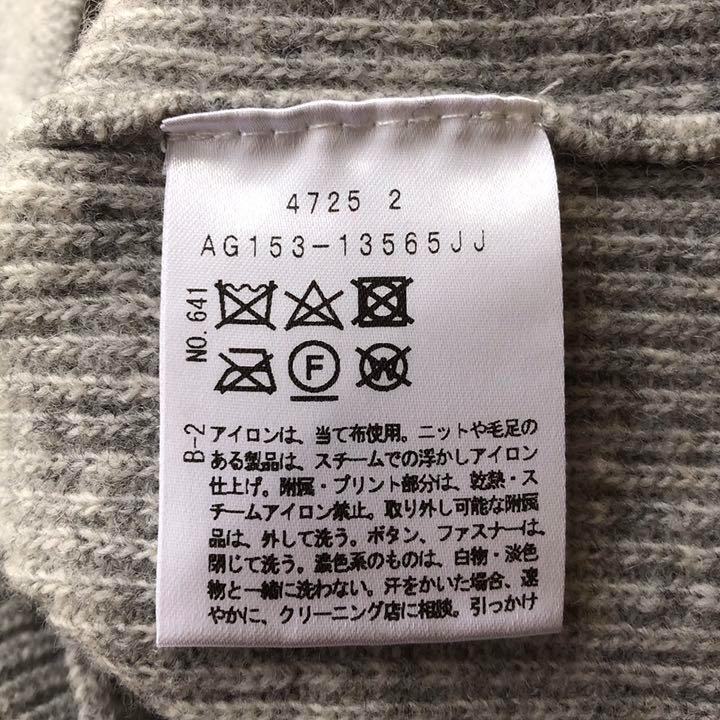 4725 2
AG153-13565JJ
NO.641
F
W
B-2
アイロンは、当て布使用。ニットや毛足の
ある製品は、スチームでの浮かしアイロン
仕上げ。附属・プリント部分は、乾熱・ス
チームアイロン禁止。取り外し可能な附属
品は、外して洗う。ボタン、ファスナーは、
閉じて洗う。濃色系のものは、白物・淡色
物と一緒に洗わない。汗をかいた場合、速
やかに、クリーニング店に相談。引っかけ